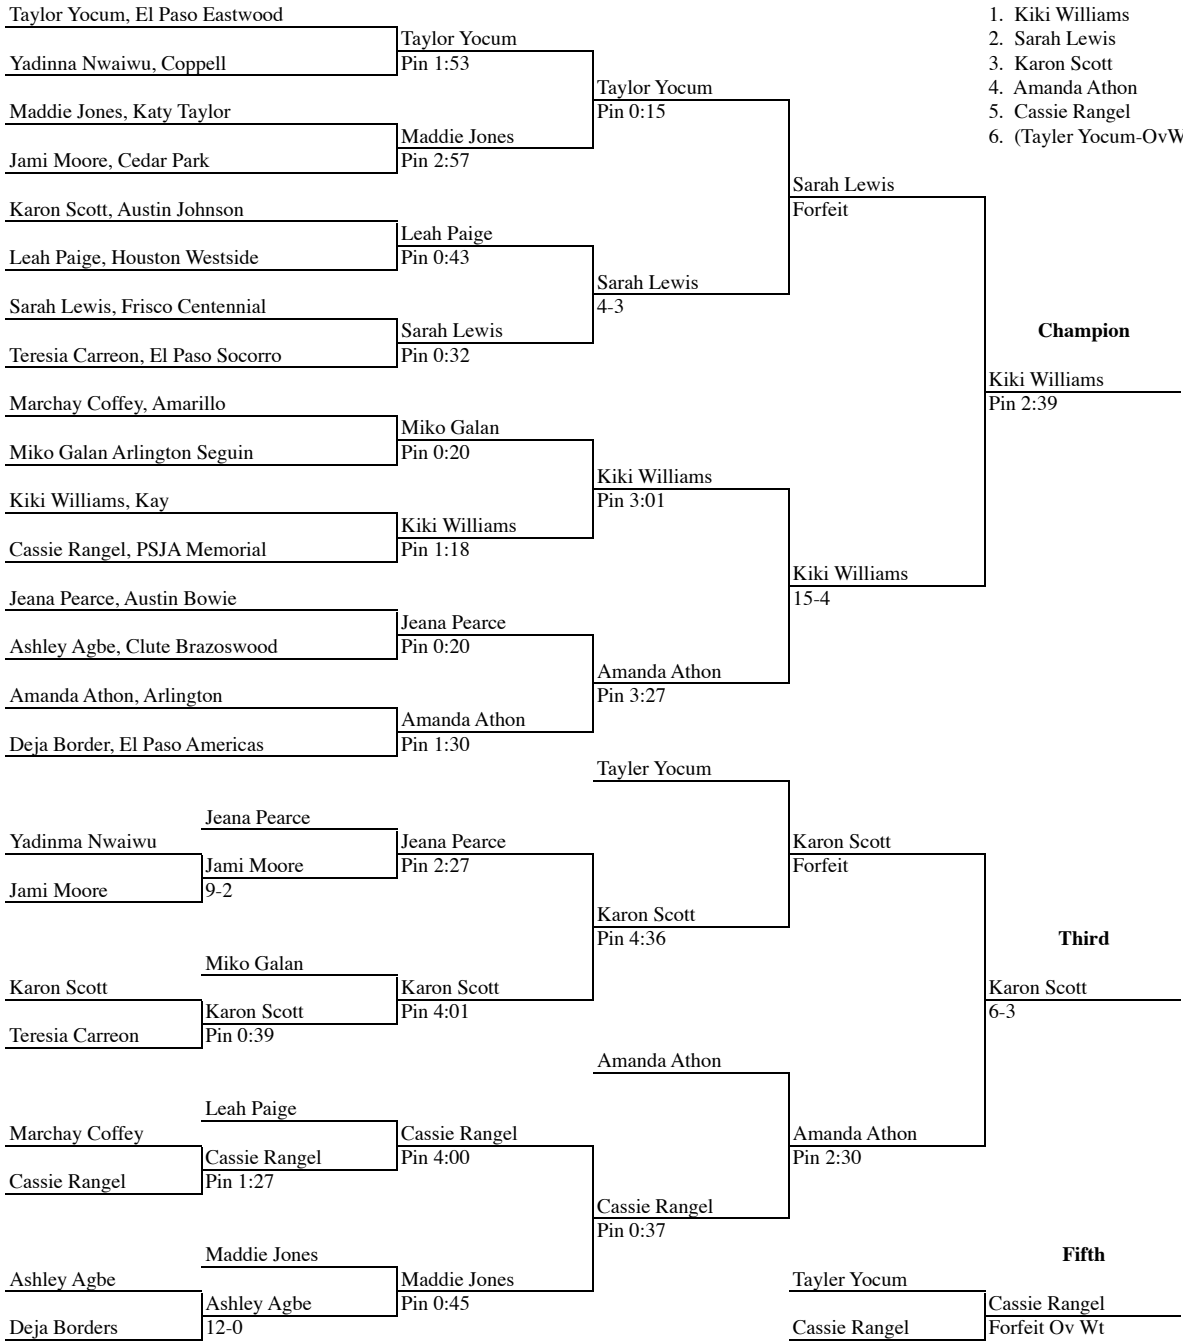 Taylor Yocum, El Paso Eastwood
Yadinna Nwaiwu, Coppell
Maddie Jones, Katy Taylor
Jami Moore, Cedar Park
Karon Scott, Austin Johnson
Leah Paige, Houston Westside
Sarah Lewis, Frisco Centennial
Teresia Carreon, El Paso Socorro
Marchay Coffey, Amarillo
Miko Galan Arlington Seguin
Kiki Williams, Kay
Cassie Rangel, PSJA Memorial
Jeana Pearce, Austin Bowie
Ashley Agbe, Clute Brazoswood
Amanda Athon, Arlington
Deja Border, El Paso Americas
Taylor Yocum
Pin 1:53
Maddie Jones
Pin 2:57
Leah Paige
Pin 0:43
Sarah Lewis
Pin 0:32
Miko Galan
Pin 0:20
Kiki Williams
Pin 1:18
Jeana Pearce
Pin 0:20
Amanda Athon
Pin 1:30
Taylor Yocum
Pin 0:15
Sarah Lewis
4-3
Kiki Williams
Pin 3:01
Amanda Athon
Pin 3:27
Sarah Lewis
Forfeit
Kiki Williams
15-4
Champion
Kiki Williams
Pin 2:39
1. Kiki Williams
2. Sarah Lewis
3. Karon Scott
4. Amanda Athon
5. Cassie Rangel
6. (Tayler Yocum-OvW
Yadinma Nwaiwu
Jami Moore
Karon Scott
Teresia Carreon
Marchay Coffey
Cassie Rangel
Ashley Agbe
Deja Borders
Jeana Pearce
Jami Moore
9-2
Miko Galan
Karon Scott
Pin 0:39
Leah Paige
Cassie Rangel
Pin 1:27
Maddie Jones
Ashley Agbe
12-0
Jeana Pearce
Pin 2:27
Karon Scott
Pin 4:01
Cassie Rangel
Pin 4:00
Maddie Jones
Pin 0:45
Tayler Yocum
Karon Scott
Pin 4:36
Amanda Athon
Cassie Rangel
Pin 0:37
Karon Scott
Forfeit
Amanda Athon
Pin 2:30
Third
Karon Scott
6-3
Fifth
Tayler Yocum
Cassie Rangel
Cassie Rangel
Forfeit Ov Wt